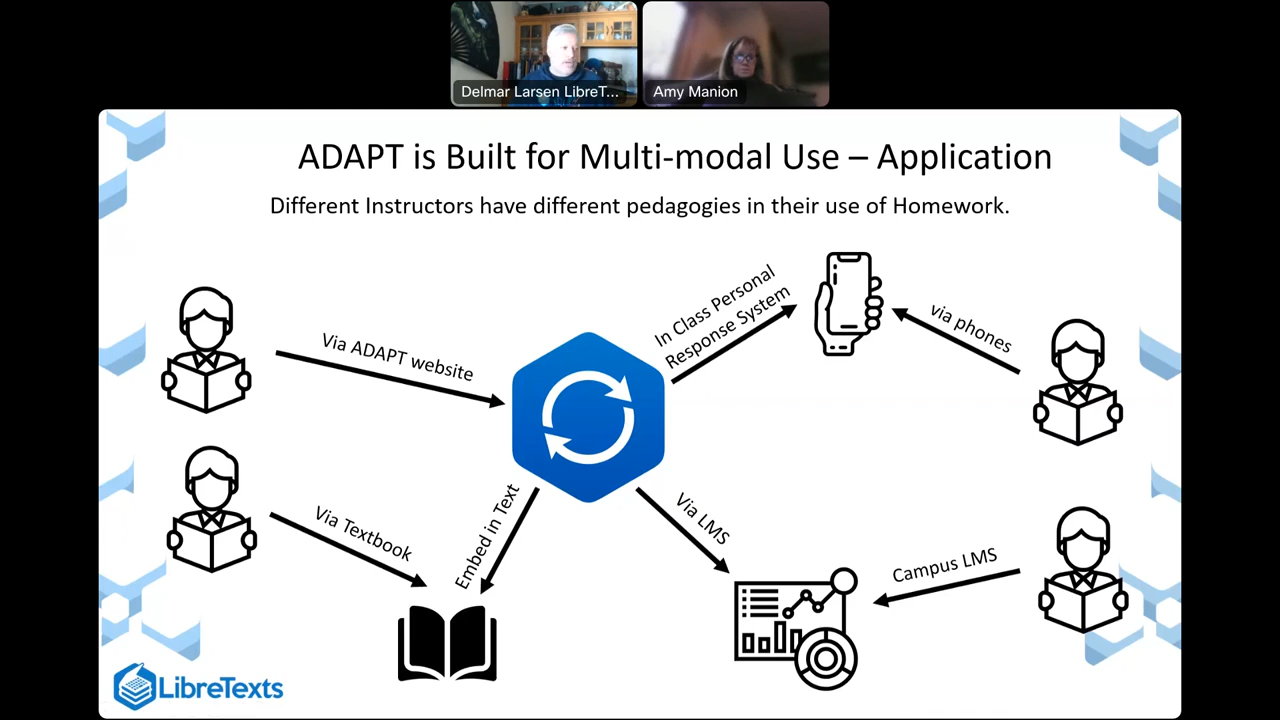 Delmar Larsen LibreT...
Amy Manion
ADAPT is Built for Multi-modal Use – Application
Different Instructors have different pedagogies in their use of Homework.
Via ADAPT website
In Class Personal
Response System
via phones
Via Textbook
Embed in Text
Via LMS
Campus LMS
LibreTexts